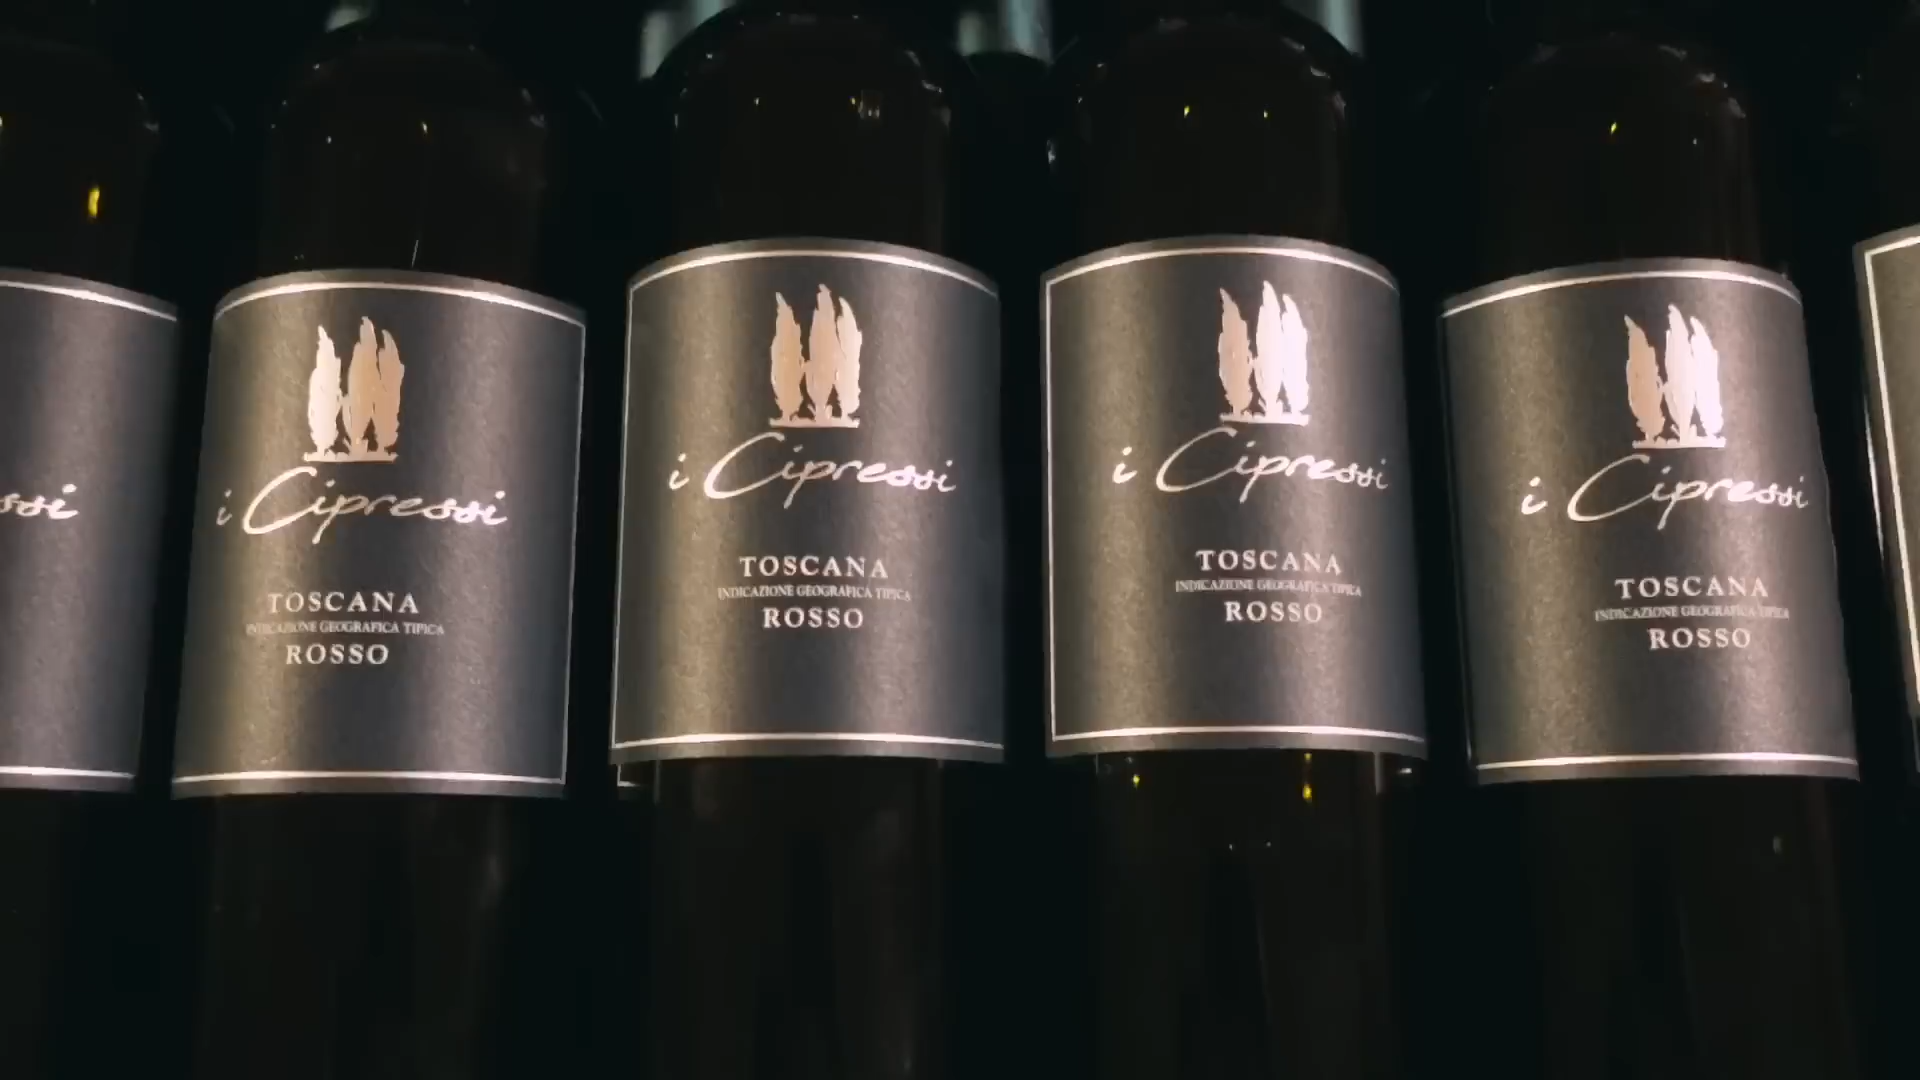 ssi
i Cipressi
TOSCANA
INDICAZIONE GEOGRAFICA TIPICA
ROSSO
i Cipressi
TOSCANA
INDICAZIONE GEOGRAFICA TIPICA
ROSSO
i Cipressi
TOSCANA
INDICAZIONE GEOGRAFICA TIPICA
ROSSO
i Cipressi
TOSCANA
INDICAZIONE GEOGRAFICA TIPICA
ROSSO